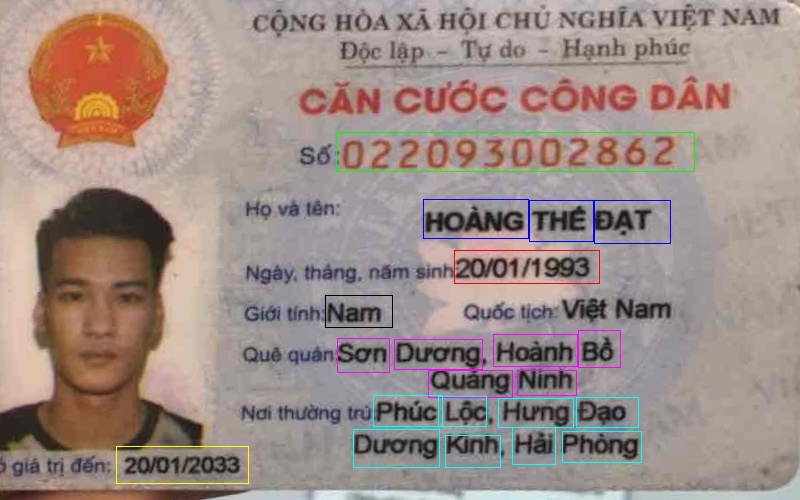 CỘNG HÒA XÃ HỘI CHỦ NGHĨA VIỆT NAM
Độc lập - Tự do - Hạnh phúc
CĂN CƯỚC CÔNG DÂN
Số: 022093002862
Họ và tên: HOÀNG THẾ ĐẠT
Ngày, tháng, năm sinh: 20/01/1993
Giới tính: Nam Quốc tịch: Việt Nam
Quê quán: Sơn Dương, Hoành Bồ
Quảng Ninh
Nơi thường trú: Phúc Lộc, Hưng Đạo
Dương Kinh, Hải Phòng
giá trị đến: 20/01/2033